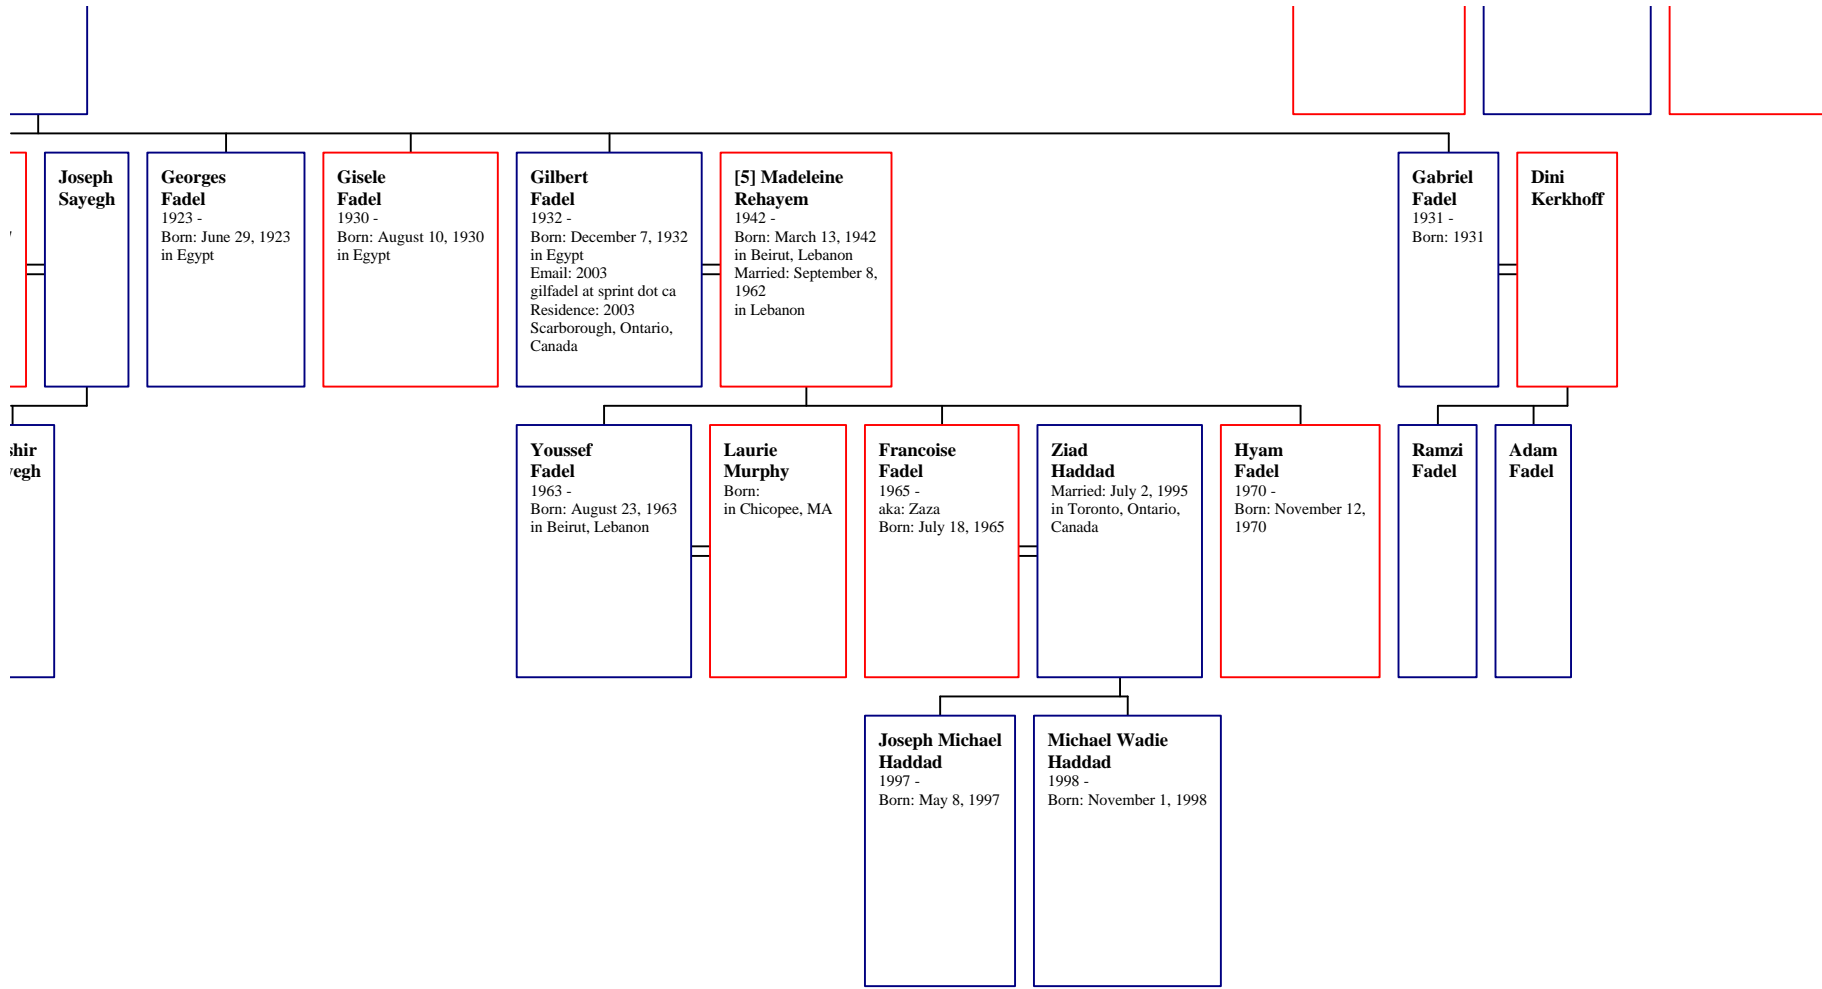 Joseph
Sayegh
Georges
Fadel
1923 -
Born: June 29, 1923
in Egypt
Gisele
Fadel
1930 -
Born: August 10, 1930
in Egypt
Gilbert
Fadel
1932 -
Born: December 7, 1932
in Egypt
Email: 2003
gilfadel at sprint dot ca
Residence: 2003
Scarborough, Ontario,
Canada
[5] Madeleine
Rehayem
1942 -
Born: March 13, 1942
in Beirut, Lebanon
Married: September 8,
1962
in Lebanon
Gabriel
Fadel
1931 -
Born: 1931
Dini
Kerkhoff
shir
yegh
Youssef
Fadel
1963 -
Born: August 23, 1963
in Beirut, Lebanon
Laurie
Murphy
Born:
in Chicopee, MA
Francoise
Fadel
1965 -
aka: Zaza
Born: July 18, 1965
Ziad
Haddad
Married: July 2, 1995
in Toronto, Ontario,
Canada
Hyam
Fadel
1970 -
Born: November 12,
1970
Ramzi
Fadel
Adam
Fadel
Joseph Michael
Haddad
1997 -
Born: May 8, 1997
Michael Wadie
Haddad
1998 -
Born: November 1, 1998